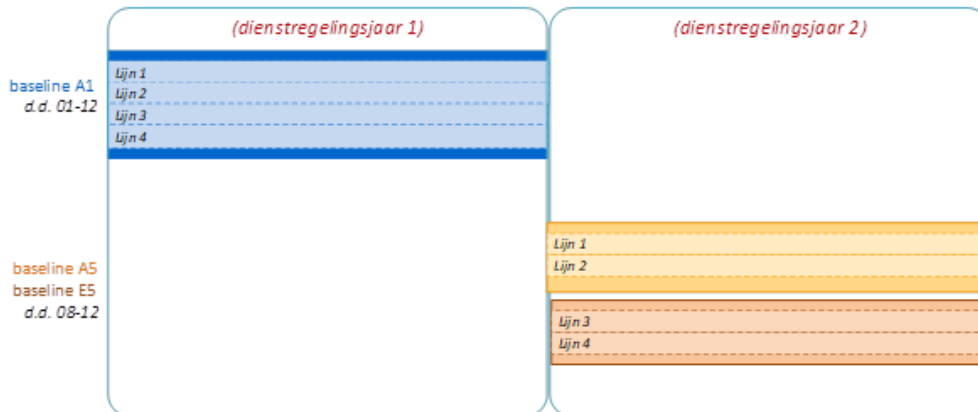 (dienstregelingsjaar 1)
(dienstregelingsjaar 2)
baseline A1
d.d. 01-12
Lijn 1
Lijn 2
Lijn 3
Lijn 4
baseline A5
baseline E5
d.d. 08-12
Lijn 1
Lijn 2
Lijn 3
Lijn 4